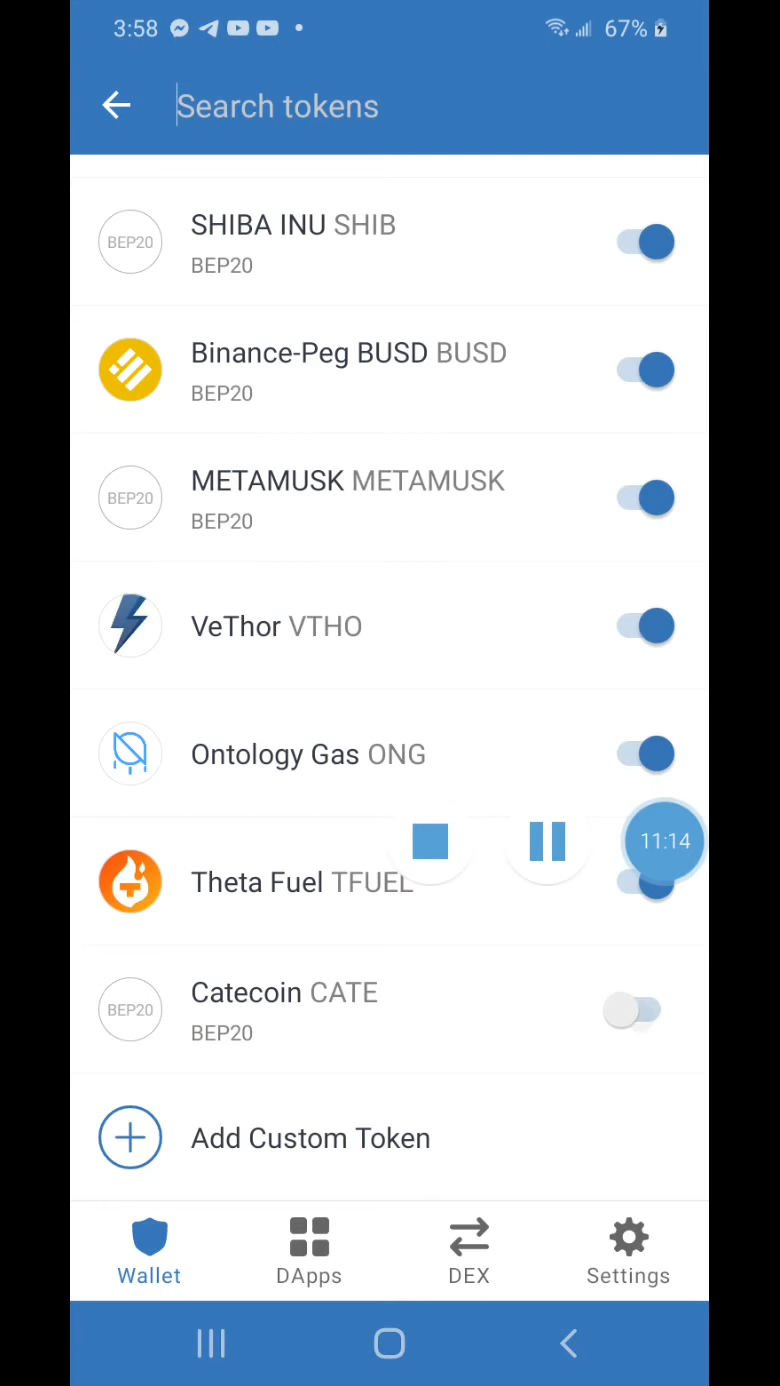 3:58
67%
Search tokens
BEP20
SHIBA INU SHIB
BEP20
Binance-Peg BUSD BUSD
BEP20
BEP20
METAMUSK METAMUSK
BEP20
VeThor VTHO
Ontology Gas ONG
11:14
Theta Fuel TFUEL
BEP20
Catecoin CATE
BEP20
Add Custom Token
Wallet
DApps
DEX
Settings